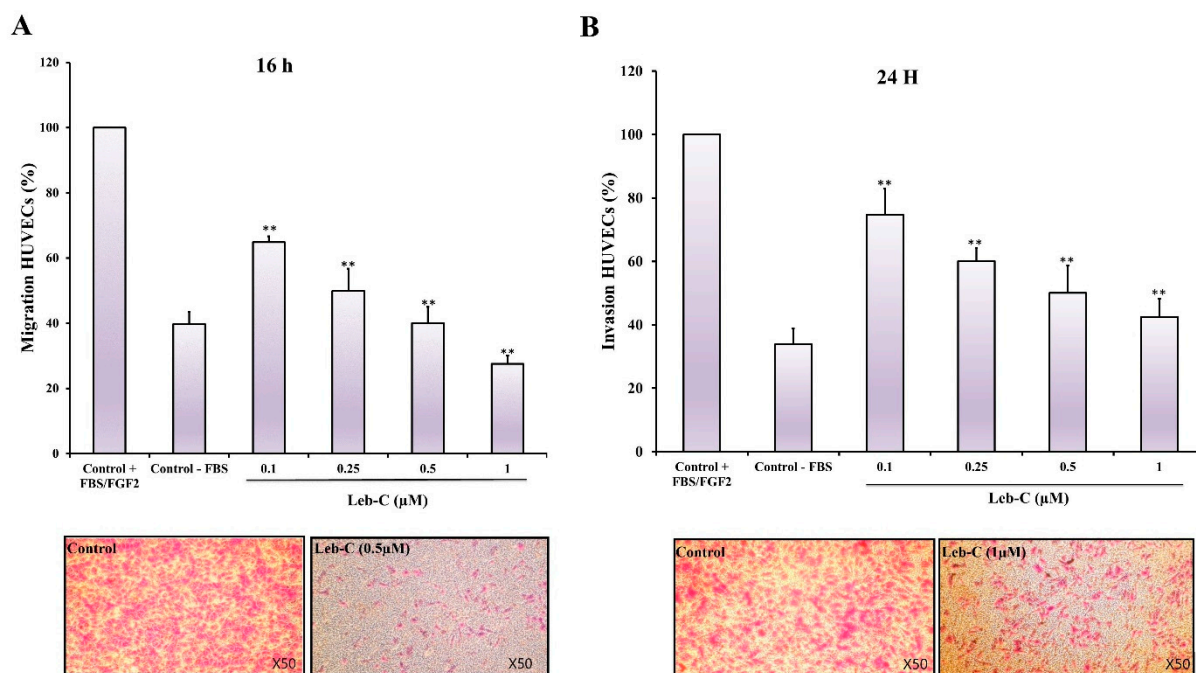 A
16 h
Migration HUVECs (%)
120
100
80
60
40
20
0
**
**
**
**
Control +
FBS/FGF2
Control - FBS
0.1
0.25
0.5
1
Leb-C (µM)
Control
X50
Leb-C (0.5µM)
X50
B
24 H
Invasion HUVECs (%)
120
100
80
60
40
20
0
**
**
**
**
Control +
FBS/FGF2
Control - FBS
0.1
0.25
0.5
1
Leb-C (µM)
Control
X50
Leb-C (1µM)
X50